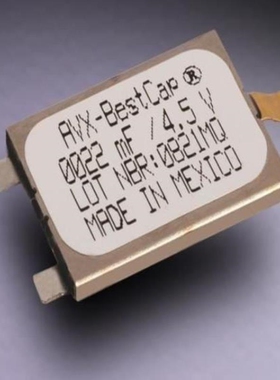 AVX-BestCap®
0022 mF / 4.5 V
LOT NBR:0821MQ
MADE IN MEXICO